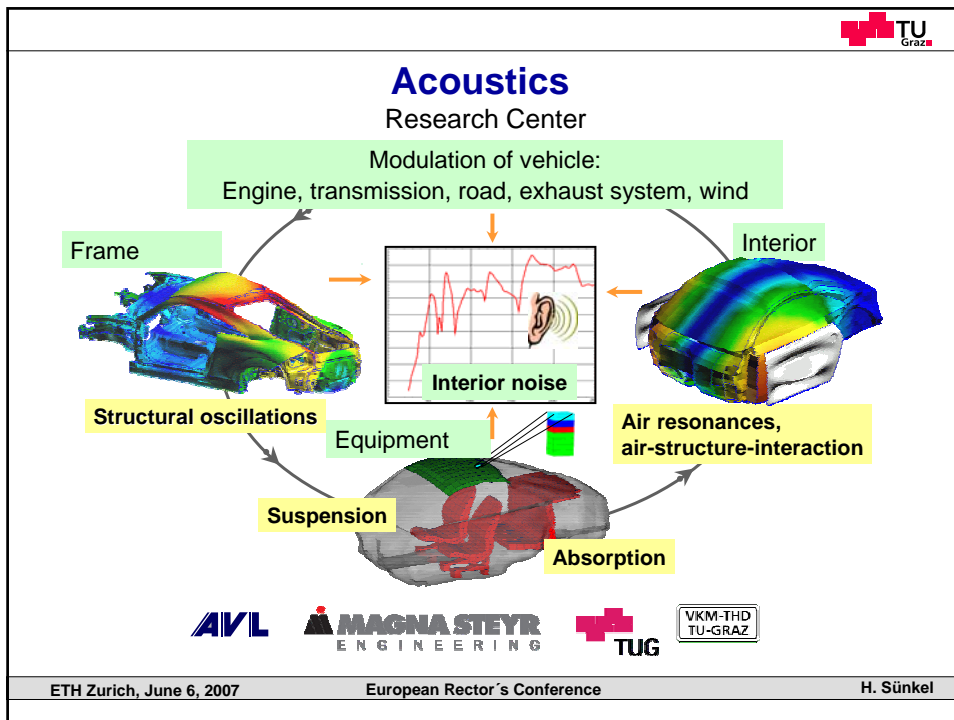 TU
Graz
Acoustics
Research Center
Modulation of vehicle:
Engine, transmission, road, exhaust system, wind
Frame
Interior
Interior noise
Structural oscillations
Equipment
Air resonances,
air-structure-interaction
Suspension
Absorption
AVL
MAGNA STEYR
ENGINEERING
TUG
VKM-THD
TU-GRAZ
ETH Zurich, June 6, 2007
European Rector´s Conference
H. Sünkel